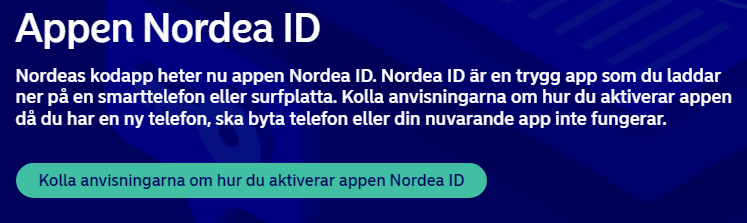 Appen Nordea ID
Nordeas kodapp heter nu appen Nordea ID. Nordea ID är en trygg app som du laddar
ner på en smarttelefon eller surfplatta. Kolla anvisningarna om hur du aktiverar appen
då du har en ny telefon, ska byta telefon eller din nuvarande app inte fungerar.
Kolla anvisningarna om hur du aktiverar appen Nordea ID